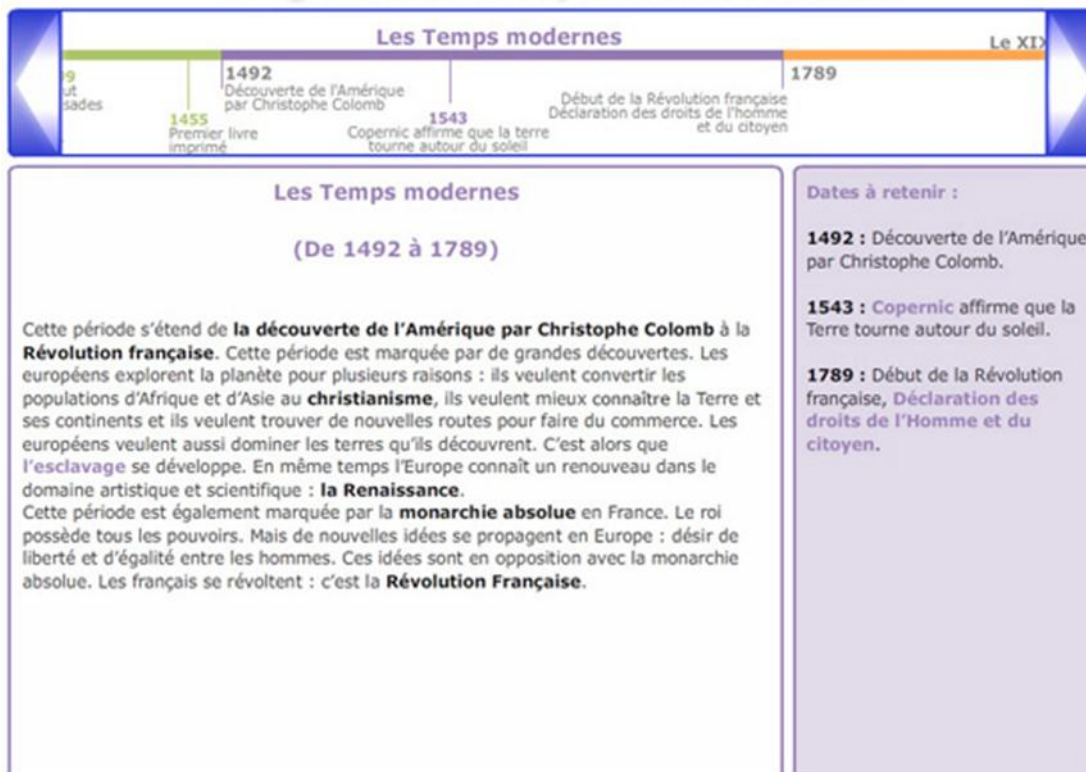 Les Temps modernes
Le XIX
1492
Découverte de l'Amérique
par Christophe Colomb
1789
Début de la Révolution française
Déclaration des droits de l'homme
et du citoyen
1455
Premier livre
imprimé
1543
Copernic affirme que la terre
tourne autour du soleil
Les Temps modernes
(De 1492 à 1789)
Cette période s'étend de la découverte de l'Amérique par Christophe Colomb à la
Révolution française. Cette période est marquée par de grandes découvertes. Les
européens explorent la planète pour plusieurs raisons : ils veulent convertir les
populations d'Afrique et d'Asie au christianisme, ils veulent mieux connaître la Terre et
ses continents et ils veulent trouver de nouvelles routes pour faire du commerce. Les
européens veulent aussi dominer les terres qu'ils découvrent. C'est alors que
l'esclavage se développe. En même temps l'Europe connaît un renouveau dans le
domaine artistique et scientifique : la Renaissance.
Cette période est également marquée par la monarchie absolue en France. Le roi
possède tous les pouvoirs. Mais de nouvelles idées se propagent en Europe : désir de
liberté et d'égalité entre les hommes. Ces idées sont en opposition avec la monarchie
absolue. Les français se révoltent : c'est la Révolution Française.
Dates à retenir :
1492 : Découverte de l'Amérique
par Christophe Colomb.
1543 : Copernic affirme que la
Terre tourne autour du soleil.
1789 : Début de la Révolution
française, Déclaration des
droits de l'Homme et du
citoyen.